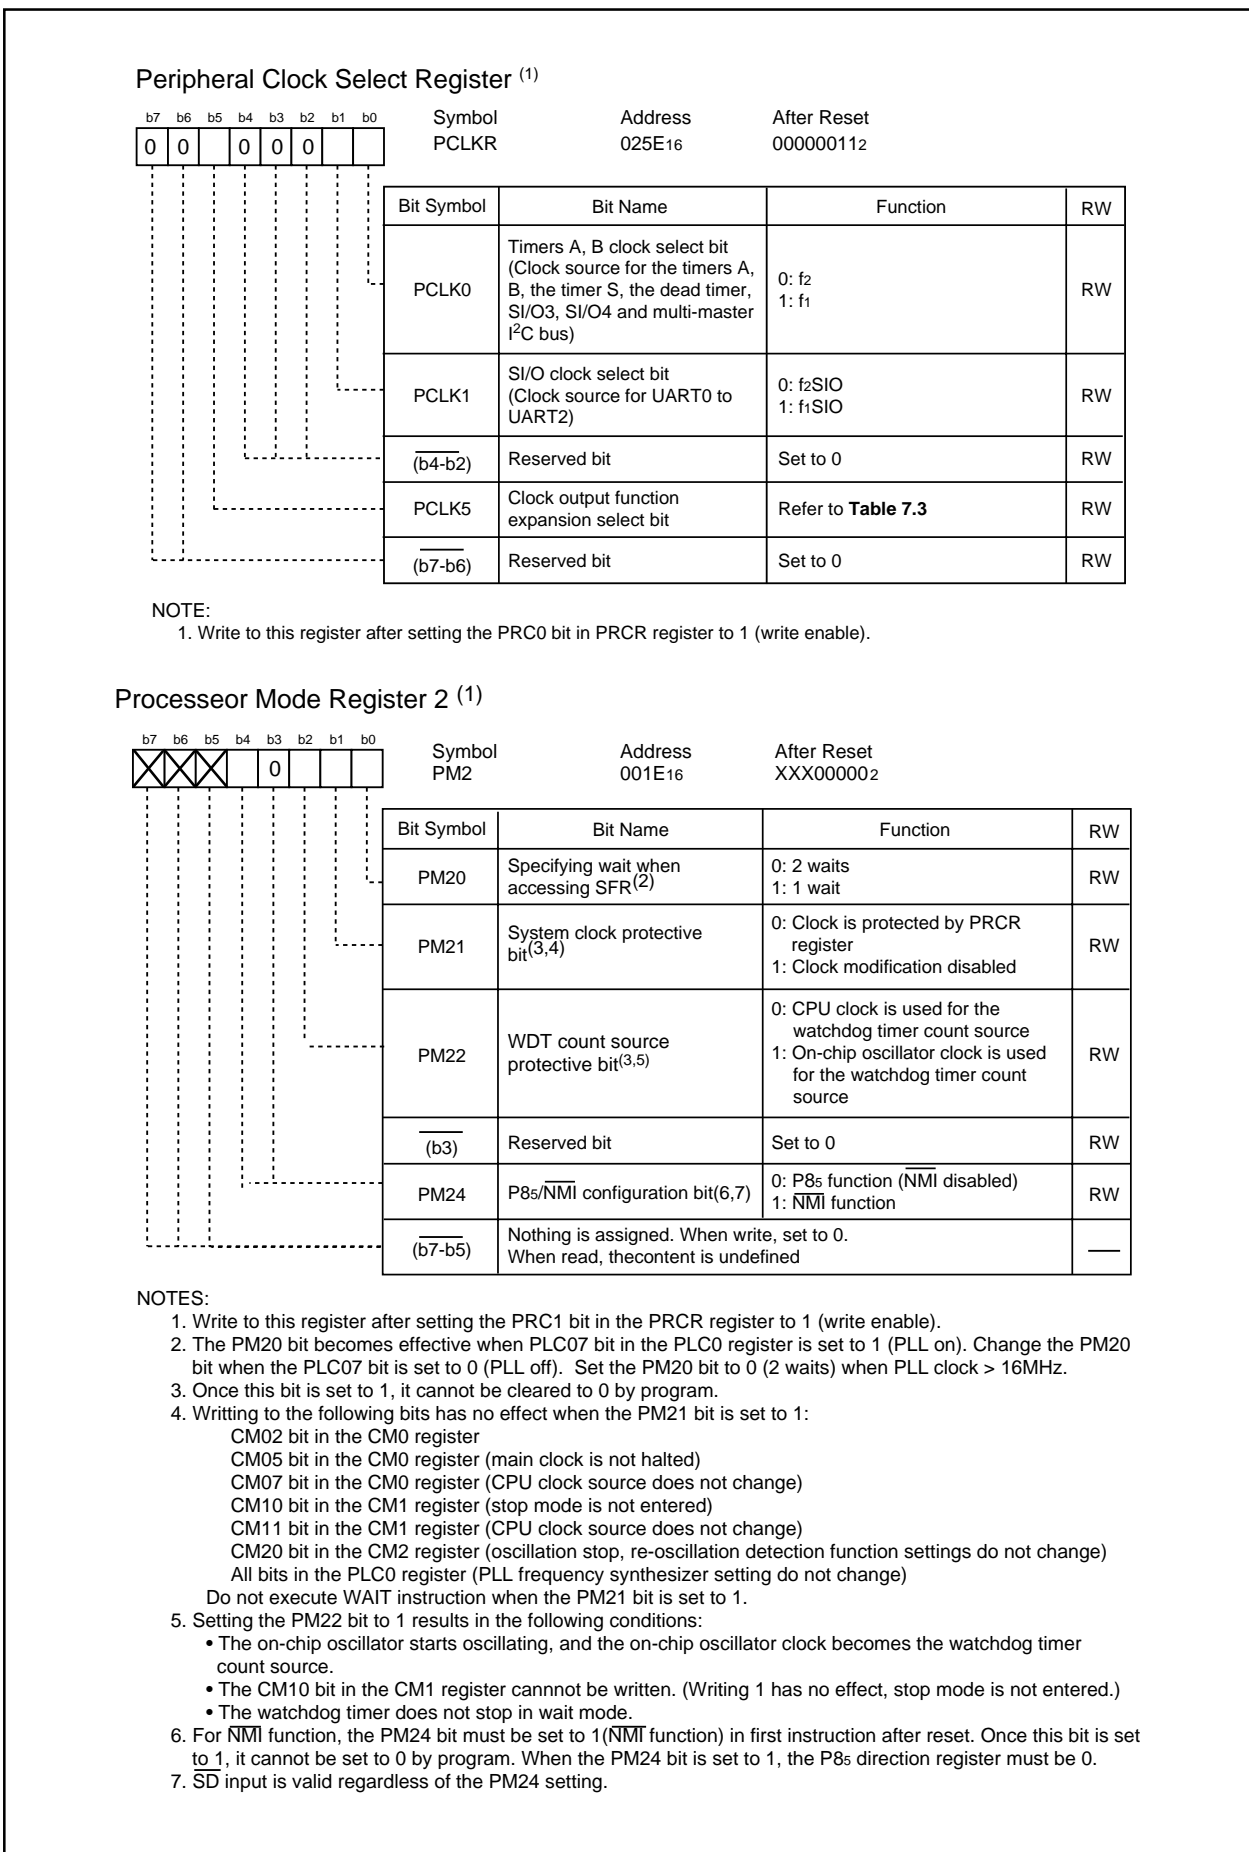 Peripheral Clock Select Register (1)
b7 b6 b5 b4 b3 b2 b1 b0
0 0 0 0 0
Symbol Address After Reset
PCLKR 025E16 000000112
Bit Symbol Bit Name Function RW
PCLK0
Timers A, B clock select bit
(Clock source for the timers A,
B, the timer S, the dead timer,
SI/O3, SI/O4 and multi-master
I2C bus)
0: f2
1: f1
RW
PCLK1
SI/O clock select bit
(Clock source for UART0 to
UART2)
0: f2SIO
1: f1SIO
RW
(b4-b2) Reserved bit Set to 0 RW
PCLK5
Clock output function
expansion select bit
Refer to Table 7.3
RW
(b7-b6) Reserved bit Set to 0 RW
NOTE:
1. Write to this register after setting the PRC0 bit in PRCR register to 1 (write enable).
Processeor Mode Register 2 (1)
b7 b6 b5 b4 b3 b2 b1 b0
0
Symbol Address After Reset
PM2 001E16 XXX000002
Bit Symbol Bit Name Function RW
PM20
Specifying wait when
accessing SFR(2)
0: 2 waits
1: 1 wait
RW
PM21
System clock protective
bit(3,4)
0: Clock is protected by PRCR
register
1: Clock modification disabled
RW
PM22
WDT count source
protective bit(3,5)
0: CPU clock is used for the
watchdog timer count source
1: On-chip oscillator clock is used
for the watchdog timer count
source
RW
(b3) Reserved bit Set to 0 RW
PM24
P85/NMI configuration bit(6,7)
0: P85 function (NMI disabled)
1: NMI function
RW
(b7-b5)
Nothing is assigned. When write, set to 0.
When read, thecontent is undefined
NOTES:
1. Write to this register after setting the PRC1 bit in the PRCR register to 1 (write enable).
2. The PM20 bit becomes effective when PLC07 bit in the PLC0 register is set to 1 (PLL on). Change the PM20
bit when the PLC07 bit is set to 0 (PLL off). Set the PM20 bit to 0 (2 waits) when PLL clock > 16MHz.
3. Once this bit is set to 1, it cannot be cleared to 0 by program.
4. Writting to the following bits has no effect when the PM21 bit is set to 1:
CM02 bit in the CM0 register
CM05 bit in the CM0 register (main clock is not halted)
CM07 bit in the CM0 register (CPU clock source does not change)
CM10 bit in the CM1 register (stop mode is not entered)
CM11 bit in the CM1 register (CPU clock source does not change)
CM20 bit in the CM2 register (oscillation stop, re-oscillation detection function settings do not change)
All bits in the PLC0 register (PLL frequency synthesizer setting do not change)
Do not execute WAIT instruction when the PM21 bit is set to 1.
5. Setting the PM22 bit to 1 results in the following conditions:
• The on-chip oscillator starts oscillating, and the on-chip oscillator clock becomes the watchdog timer
count source.
• The CM10 bit in the CM1 register cannnot be written. (Writing 1 has no effect, stop mode is not entered.)
• The watchdog timer does not stop in wait mode.
6. For NMI function, the PM24 bit must be set to 1(NMI function) in first instruction after reset. Once this bit is set
to 1, it cannot be set to 0 by program. When the PM24 bit is set to 1, the P85 direction register must be 0.
7. SD input is valid regardless of the PM24 setting.